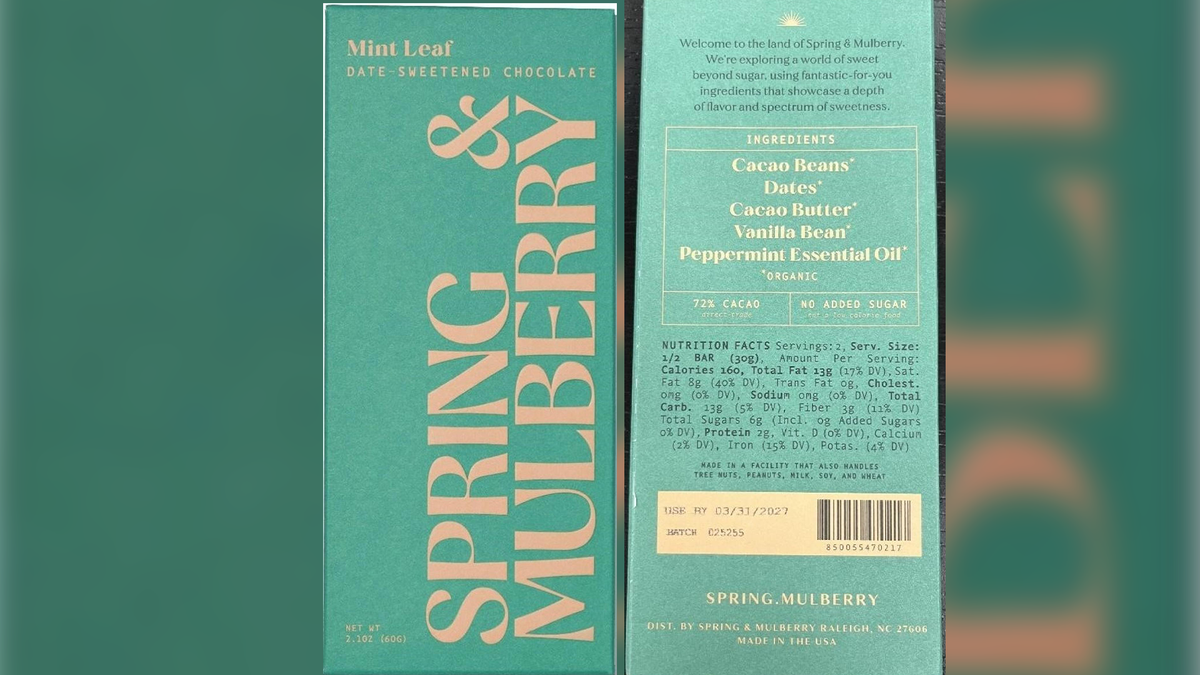 Mint Leaf
DATE-SWEETENED CHOCOLATE
SPRING &
MULBERRY
NET WT
2.1OZ (60G)
Welcome to the land of Spring & Mulberry.
We're exploring a world of sweet
beyond sugar, using fantastic-for-you
ingredients that showcase a depth
of flavor and spectrum of sweetness.
INGREDIENTS
Cacao Beans*
Dates*
Cacao Butter*
Vanilla Bean*
Peppermint Essential Oil*
*ORGANIC
72% CACAO
direct-trade
NO ADDED SUGAR
not a low calorie food
NUTRITION FACTS Servings: 2, Serv. Size:
1/2 BAR (30g), Amount Per Serving:
Calories 160, Total Fat 13g (17% DV), Sat.
Fat 8g (40% DV), Trans Fat 0g, Cholest.
0mg (0% DV), Sodium 0mg (0% DV), Total
Carb. 13g (5% DV), Fiber 3g (11% DV)
Total Sugars 6g (Incl. 0g Added Sugars
0% DV), Protein 2g, Vit. D (0% DV), Calcium
(2% DV), Iron (15% DV), Potas. (4% DV)
MADE IN A FACILITY THAT ALSO HANDLES
TREE NUTS, PEANUTS, MILK, SOY, AND WHEAT
USE BY 03/31/2027
BATCH 025255
850055470217
SPRING.MULBERRY
DIST. BY SPRING & MULBERRY RALEIGH, NC 27606
MADE IN THE USA